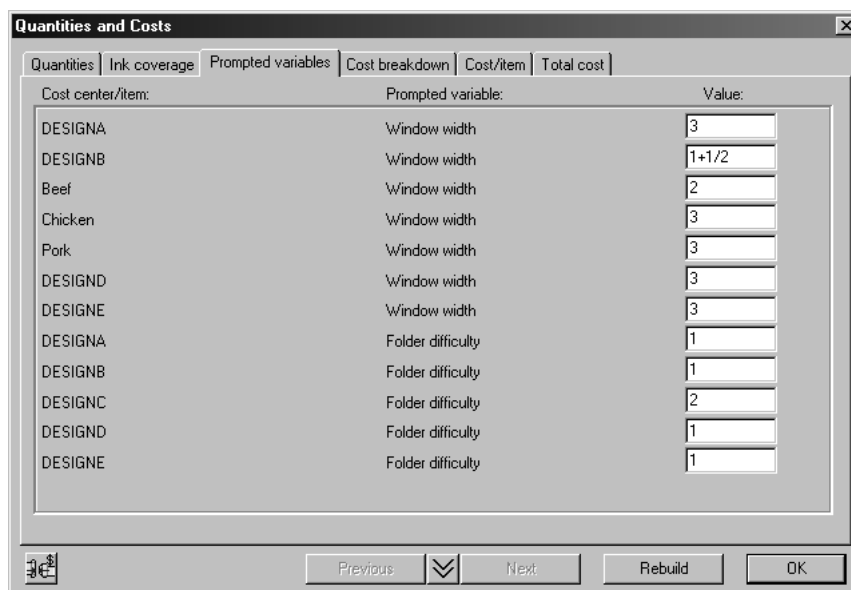 Quantities and Costs
Quantities Ink coverage Prompted variables Cost breakdown Cost/item Total cost
Cost center/item: Prompted variable: Value:
DESIGNA Window width 3
DESIGNB Window width 1+1/2
Beef Window width 2
Chicken Window width 3
Pork Window width 3
DESIGND Window width 3
DESIGNE Window width 3
DESIGNA Folder difficulty 1
DESIGNB Folder difficulty 1
DESIGNC Folder difficulty 2
DESIGND Folder difficulty 1
DESIGNE Folder difficulty 1
Previous Next Rebuild OK